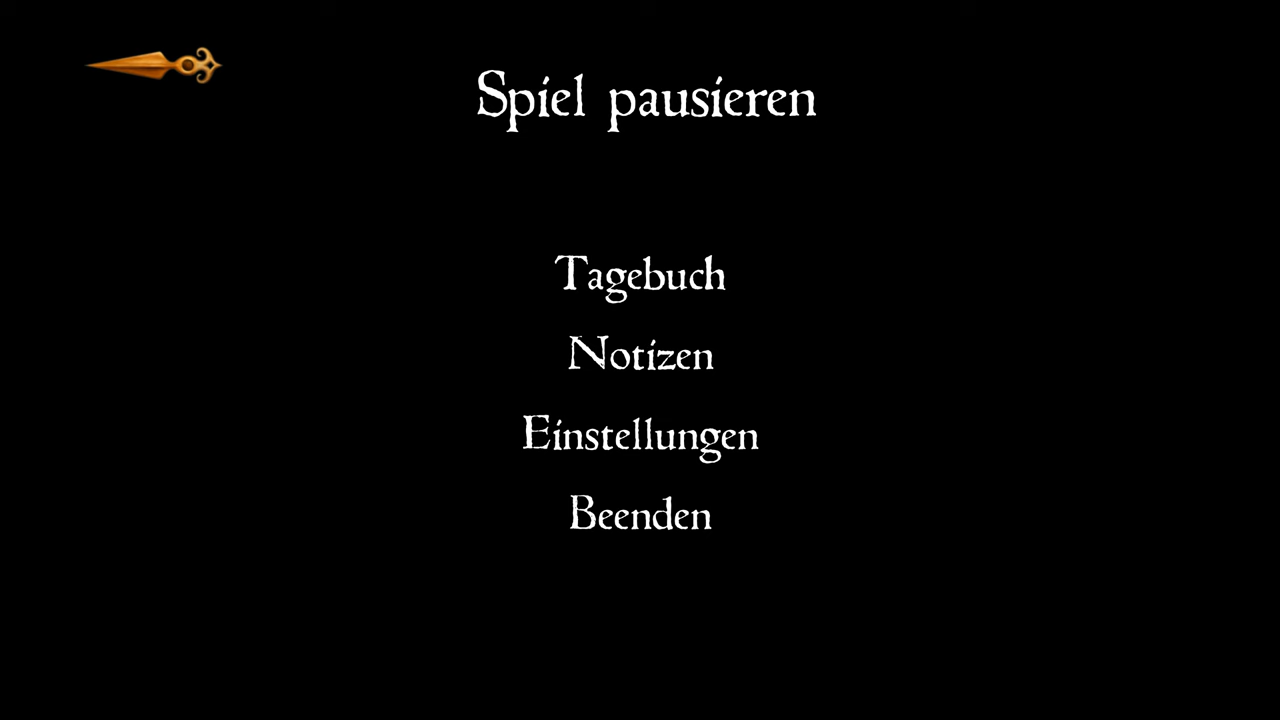 Spiel pausieren
Tagebuch
Notizen
Einstellungen
Beenden